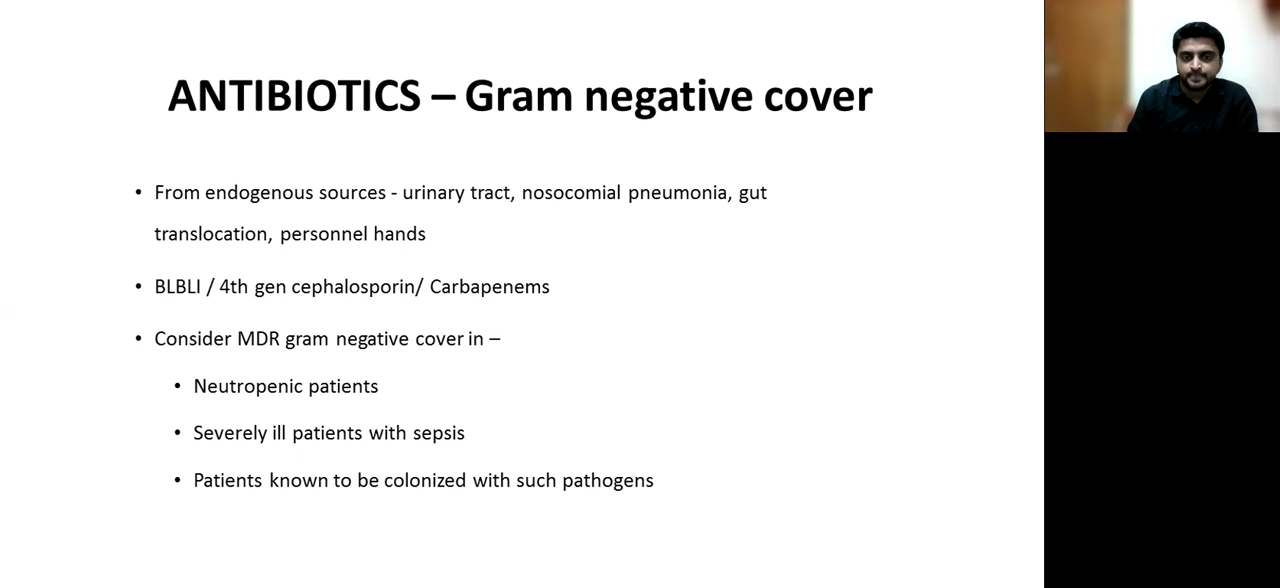 ANTIBIOTICS – Gram negative cover
• From endogenous sources - urinary tract, nosocomial pneumonia, gut
translocation, personnel hands
• BLBLI / 4th gen cephalosporin/ Carbapenems
• Consider MDR gram negative cover in –
• Neutropenic patients
• Severely ill patients with sepsis
• Patients known to be colonized with such pathogens